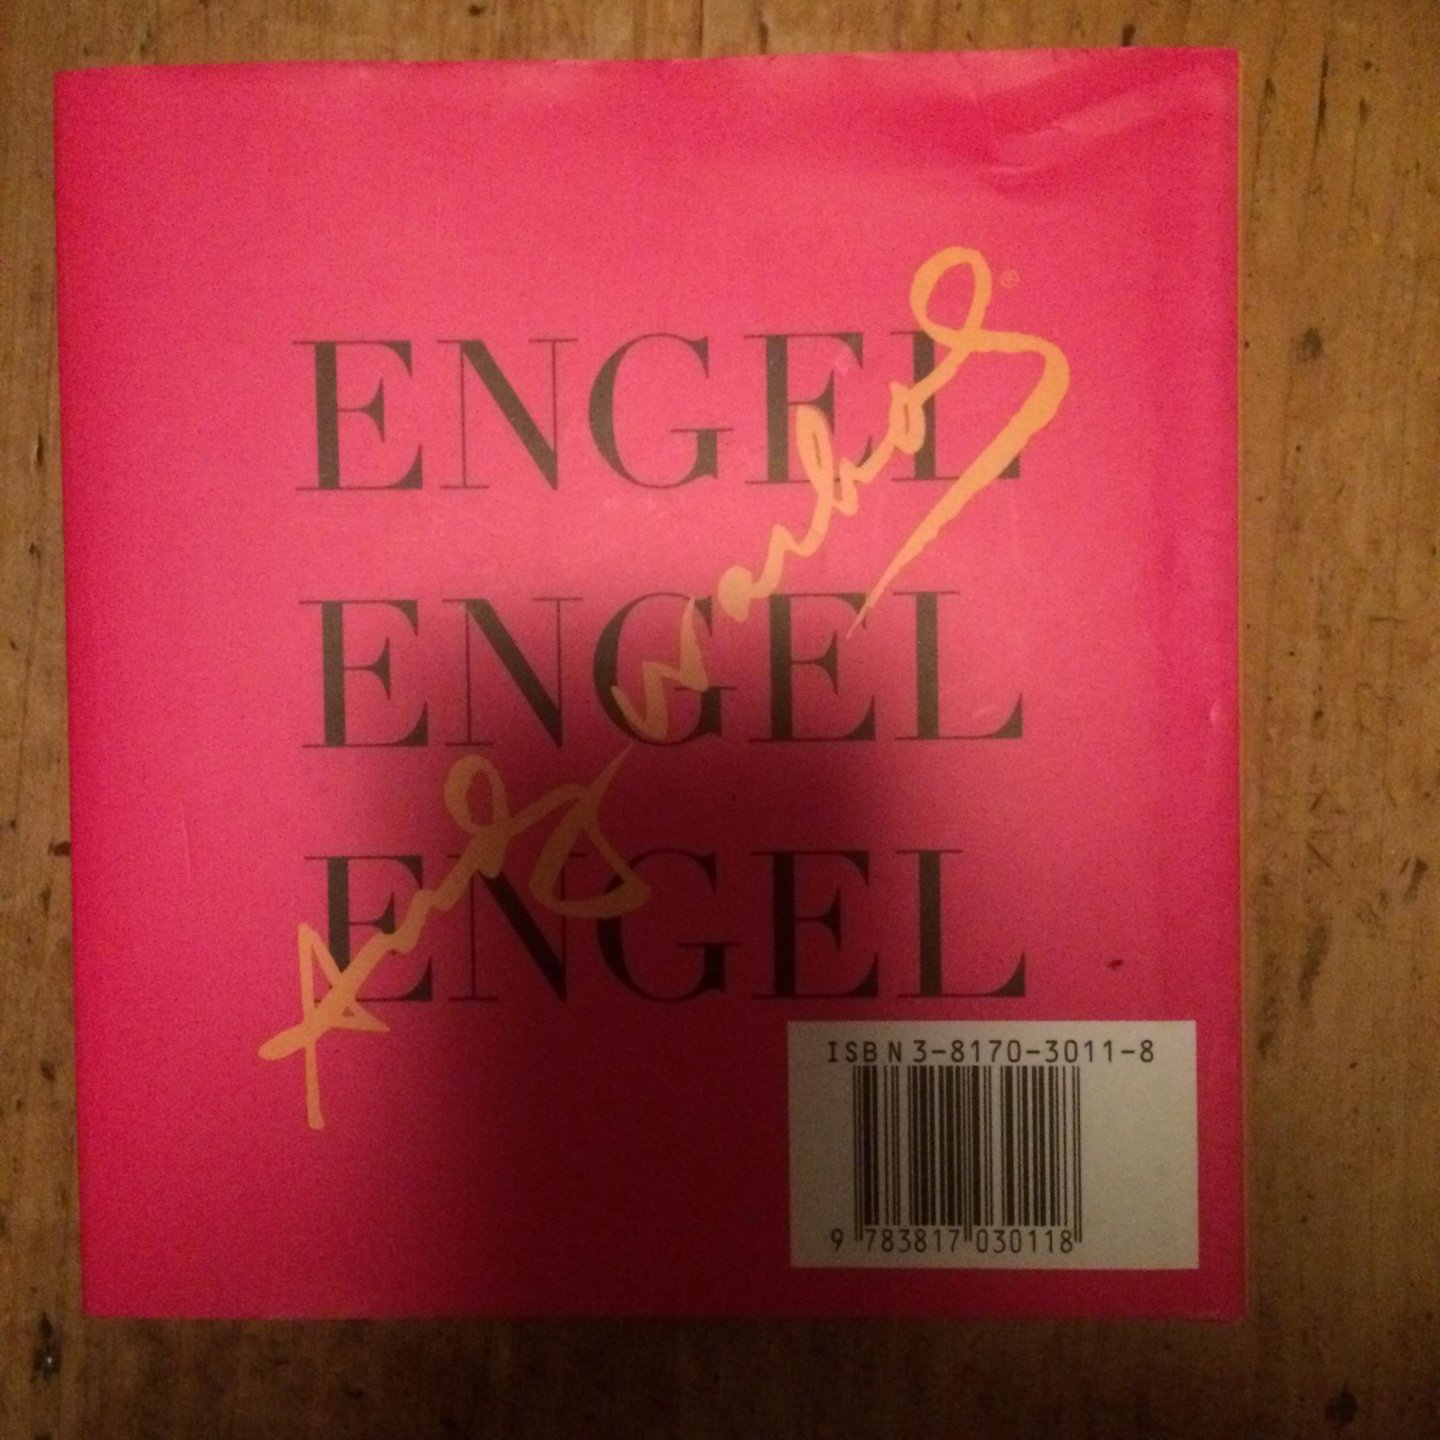 ENGEL
ENGEL
ENGEL
Andy Warhol®
ISBN 3-8170-3011-8
9 783817 030118